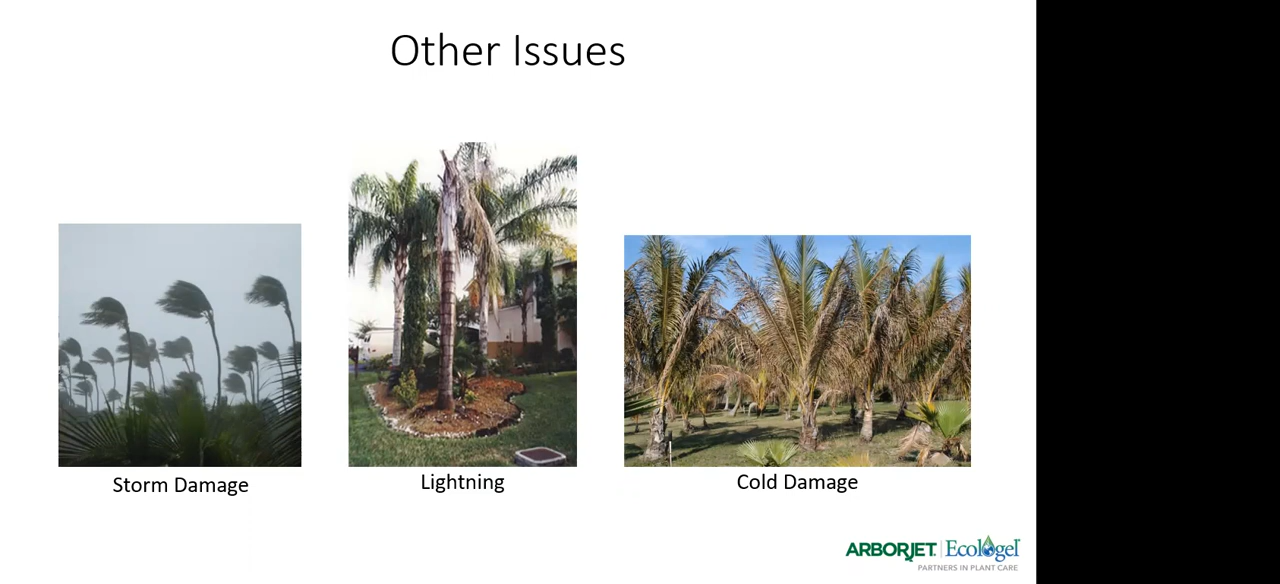 Other Issues
Storm Damage
Lightning
Cold Damage
ARBORJET | Ecologel
PARTNERS IN PLANT CARE